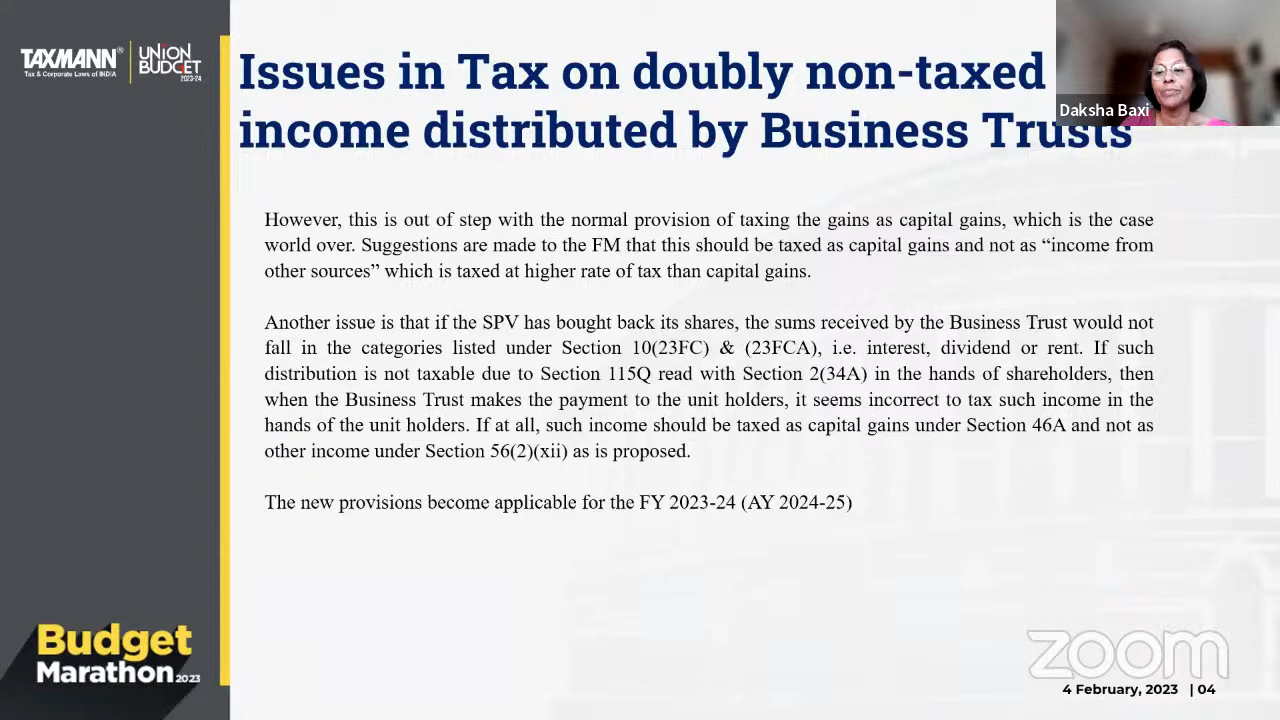 TAXMANN®
Tax & Corporate Laws of INDIA
UNION
BUDGET
2023-24
Issues in Tax on doubly non-taxed
income distributed by Business Trusts
Daksha Baxi
However, this is out of step with the normal provision of taxing the gains as capital gains, which is the case
world over. Suggestions are made to the FM that this should be taxed as capital gains and not as “income from
other sources” which is taxed at higher rate of tax than capital gains.
Another issue is that if the SPV has bought back its shares, the sums received by the Business Trust would not
fall in the categories listed under Section 10(23FC) & (23FCA), i.e. interest, dividend or rent. If such
distribution is not taxable due to Section 115Q read with Section 2(34A) in the hands of shareholders, then
when the Business Trust makes the payment to the unit holders, it seems incorrect to tax such income in the
hands of the unit holders. If at all, such income should be taxed as capital gains under Section 46A and not as
other income under Section 56(2)(xii) as is proposed.
The new provisions become applicable for the FY 2023-24 (AY 2024-25)
Budget
Marathon 2023
zoom
4 February, 2023 | 04